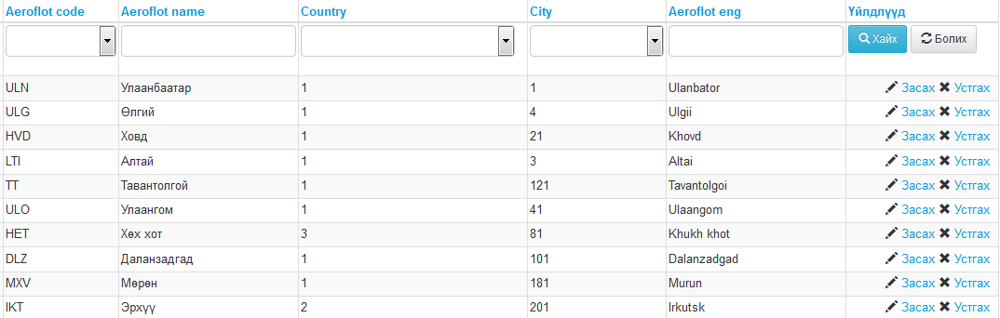 Aeroflot code Aeroflot name Country City Aeroflot eng Үйлдлүүд
Хайх Болих
ULN Улаанбаатар 1 1 Ulanbator Засах Устгах
ULG Өлгий 1 4 Ulgii Засах Устгах
HVD Ховд 1 21 Khovd Засах Устгах
LTI Алтай 1 3 Altai Засах Устгах
TT Тавантолгой 1 121 Tavantolgoi Засах Устгах
ULO Улаангом 1 41 Ulaangom Засах Устгах
HET Хөх хот 3 81 Khukh khot Засах Устгах
DLZ Даланзадгад 1 101 Dalanzadgad Засах Устгах
MXV Мөрөн 1 181 Murun Засах Устгах
IKT Эрхүү 2 201 Irkutsk Засах Устгах